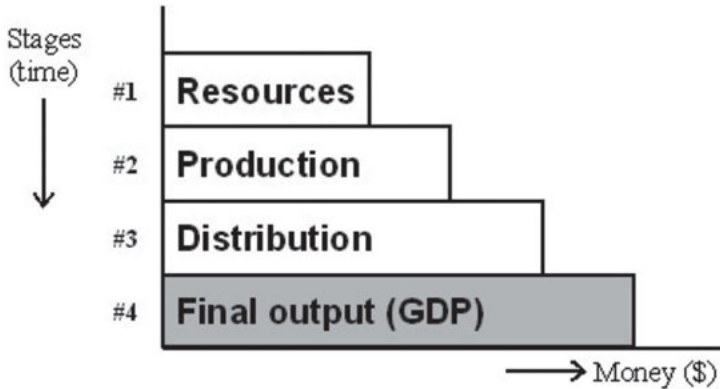 Stages
(time)
#1 Resources
#2 Production
#3 Distribution
#4 Final output (GDP)
Money ($)